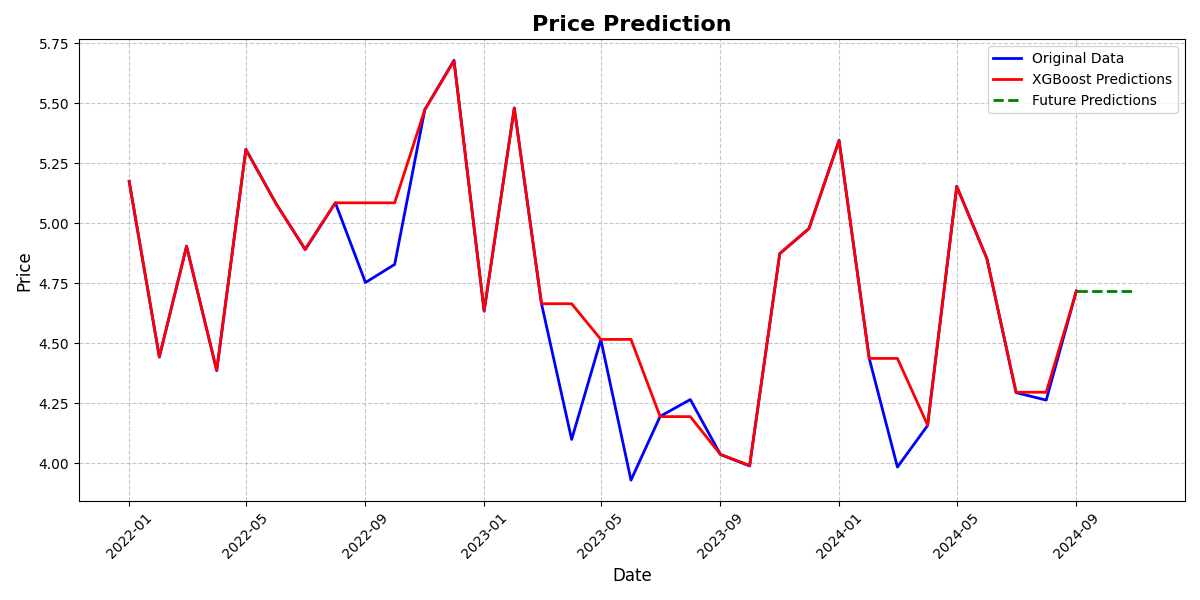 Price Prediction
Original Data
XGBoost Predictions
Future Predictions
Price
5.75
5.50
5.25
5.00
4.75
4.50
4.25
4.00
2022-01
2022-05
2022-09
2023-01
2023-05
2023-09
2024-01
2024-05
2024-09
Date